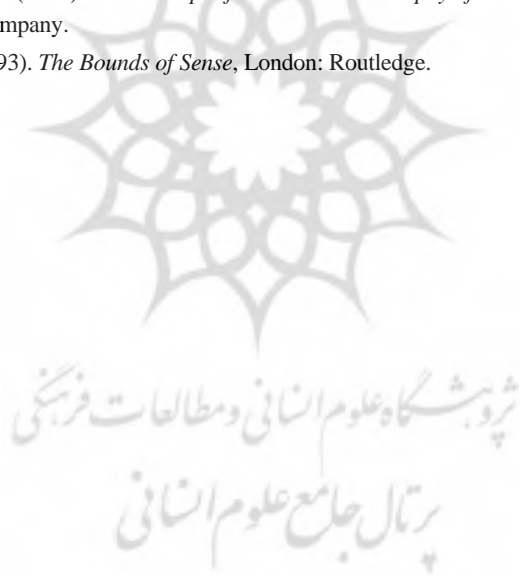 mpany.
93). The Bounds of Sense, London: Routledge.
پژوهشگاه علوم انسانی و مطالعات فرهنگی
پرتال جامع علوم انسانی